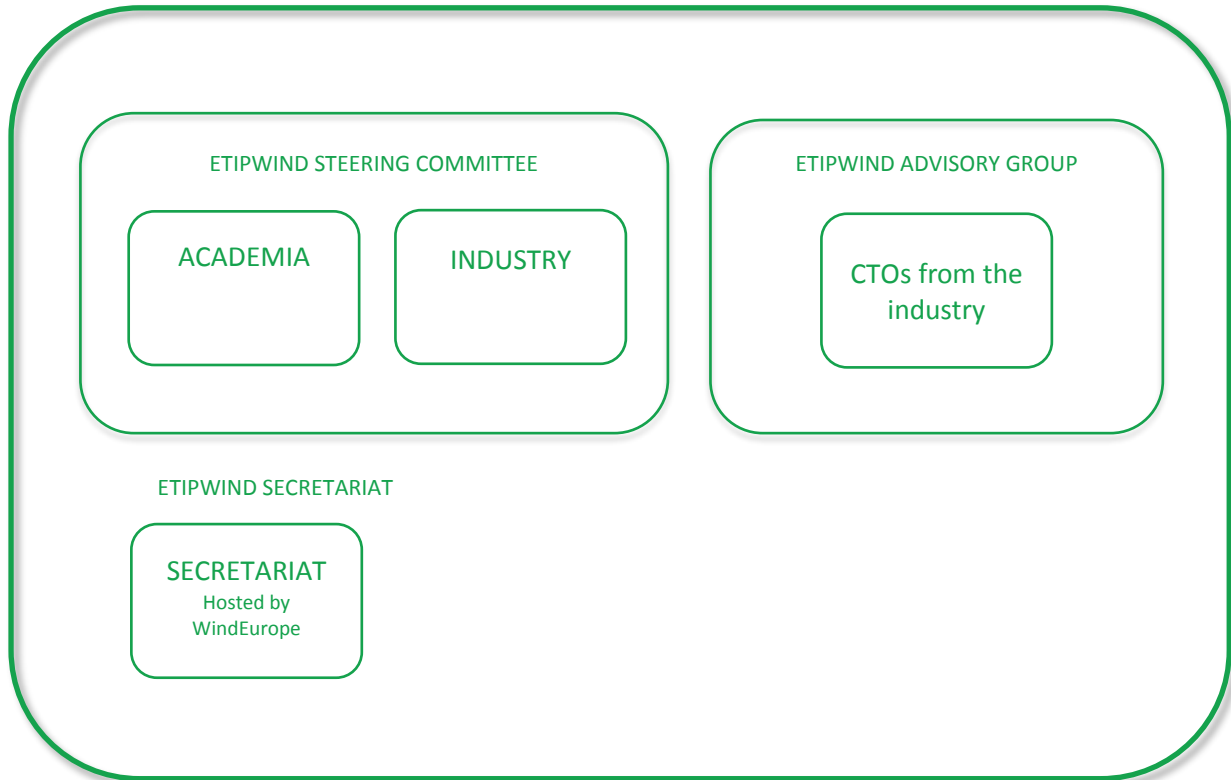 ETIPWIND STEERING COMMITTEE
ACADEMIA
INDUSTRY
ETIPWIND ADVISORY GROUP
CTOs from the
industry
ETIPWIND SECRETARIAT
SECRETARIAT
Hosted by
WindEurope